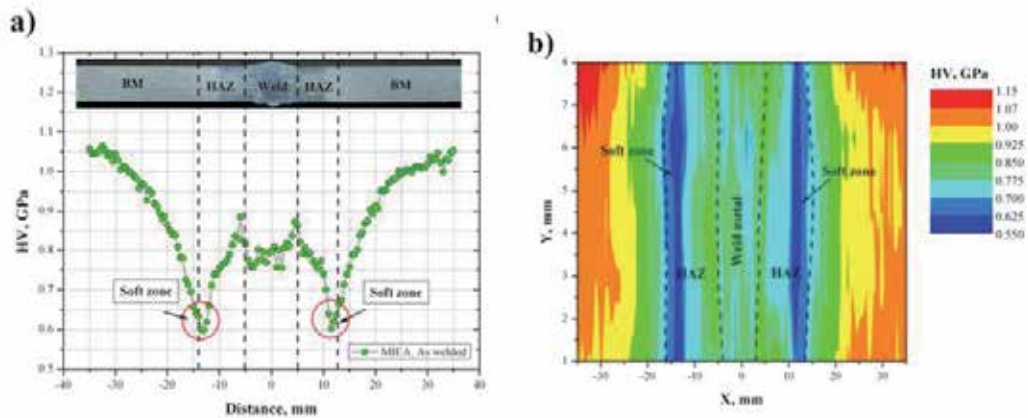 a)
1.3
1.2
1.1
1.0
0.9
0.8
0.7
0.6
0.5
HV, GPa
BM
HAZ
Weld
HAZ
BM
Soft zone
Soft zone
As welded
-40
-30
-20
-10
0
10
20
30
40
Distance, mm
b)
8
7
6
5
4
3
2
1
Y, mm
Soft zone
Soft zone
Weld metal
HAZ
HAZ
-30
-20
-10
0
10
20
30
X, mm
HV, GPa
1.15
1.07
1.00
0.925
0.850
0.775
0.700
0.625
0.550